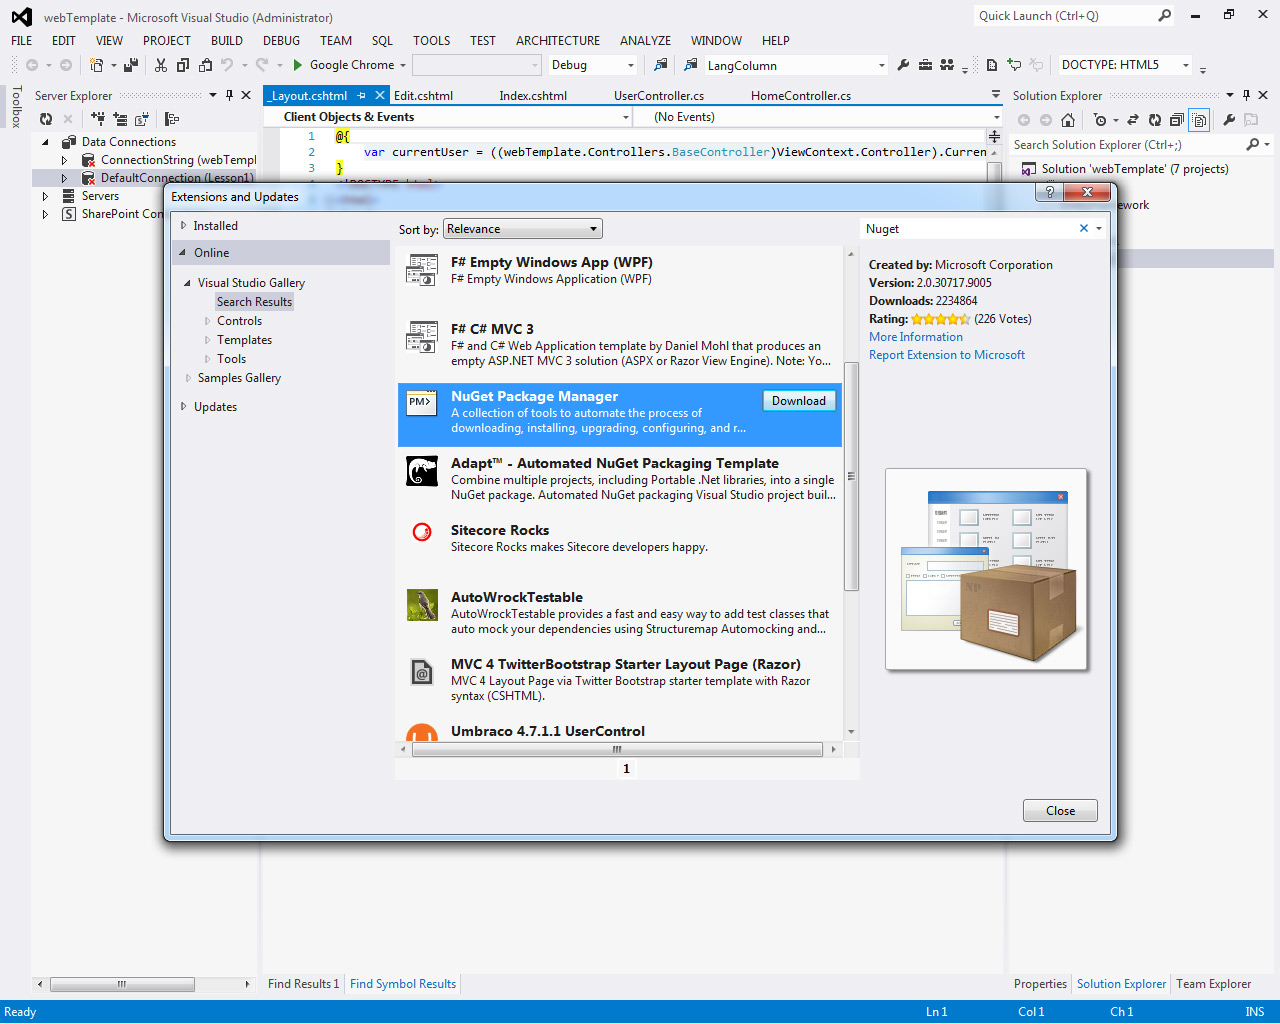 webTemplate - Microsoft Visual Studio (Administrator)
Quick Launch (Ctrl+Q)
FILE EDIT VIEW PROJECT BUILD DEBUG TEAM SQL TOOLS TEST ARCHITECTURE ANALYZE WINDOW HELP
Google Chrome Debug LangColumn DOCTYPE: HTML5
Toolbox
Server Explorer
_Layout.cshtml Edit.cshtml Index.cshtml UserController.cs HomeController.cs
Solution Explorer
Client Objects & Events (No Events)
Data Connections
ConnectionString (webTempl
DefaultConnection (Lesson1)
Servers
SharePoint Con
1 @{
2 var currentUser = ((webTemplate.Controllers.BaseController)ViewContext.Controller).Curren
3 }
Search Solution Explorer (Ctrl+;)
Solution 'webTemplate' (7 projects)
Extensions and Updates
Installed
Online
Visual Studio Gallery
Search Results
Controls
Templates
Tools
Samples Gallery
Updates
Sort by: Relevance
Nuget
F# Empty Windows App (WPF)
F# Empty Windows Application (WPF)
F# C# MVC 3
F# and C# Web Application template by Daniel Mohl that produces an
empty ASP.NET MVC 3 solution (ASPX or Razor View Engine). Note: Yo...
PM>
NuGet Package Manager
Download
A collection of tools to automate the process of
downloading, installing, upgrading, configuring, and r...
Adapt™ - Automated NuGet Packaging Template
Combine multiple projects, including Portable .Net libraries, into a single
NuGet package. Automated NuGet packaging Visual Studio project buil...
Sitecore Rocks
Sitecore Rocks makes Sitecore developers happy.
AutoWrockTestable
AutoWrockTestable provides a fast and easy way to add test classes that
auto mock your dependencies using Structuremap Automocking and...
MVC 4 TwitterBootstrap Starter Layout Page (Razor)
MVC 4 Layout Page via Twitter Bootstrap starter template with Razor
syntax (CSHTML).
Umbraco 4.7.1.1 UserControl
1
Created by: Microsoft Corporation
Version: 2.0.30717.9005
Downloads: 2234864
Rating: (226 Votes)
More Information
Report Extension to Microsoft
Close
Find Results 1 Find Symbol Results
Properties Solution Explorer Team Explorer
Ready Ln 1 Col 1 Ch 1 INS